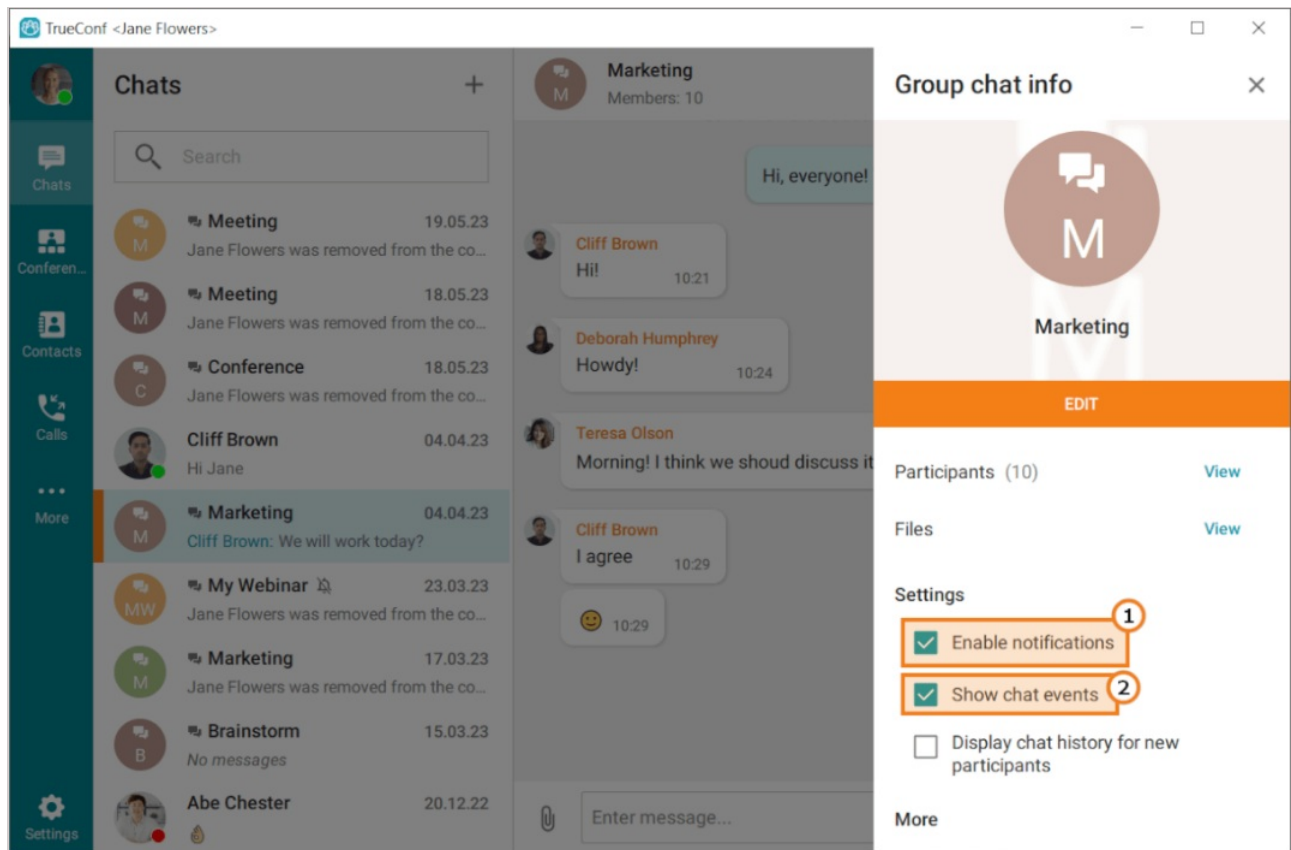 TrueConf <Jane Flowers>
Chats
Conferen...
Contacts
Calls
More
Settings
Chats
Search
M
Meeting
19.05.23
Jane Flowers was removed from the co...
M
Meeting
18.05.23
Jane Flowers was removed from the co...
C
Conference
18.05.23
Jane Flowers was removed from the co...
Cliff Brown
04.04.23
Hi Jane
M
Marketing
04.04.23
Cliff Brown: We will work today?
MW
My Webinar
23.03.23
Jane Flowers was removed from the co...
M
Marketing
17.03.23
Jane Flowers was removed from the co...
B
Brainstorm
15.03.23
No messages
Abe Chester
20.12.22
M
Marketing
Members: 10
Hi, everyone!
Cliff Brown
Hi!
10:21
Deborah Humphrey
Howdy!
10:24
Teresa Olson
Morning! I think we shoud discuss it
Cliff Brown
I agree
10:29
10:29
Enter message...
Group chat info
M
Marketing
EDIT
Participants (10)
View
Files
View
Settings
1
Enable notifications
2
Show chat events
Display chat history for new
participants
More